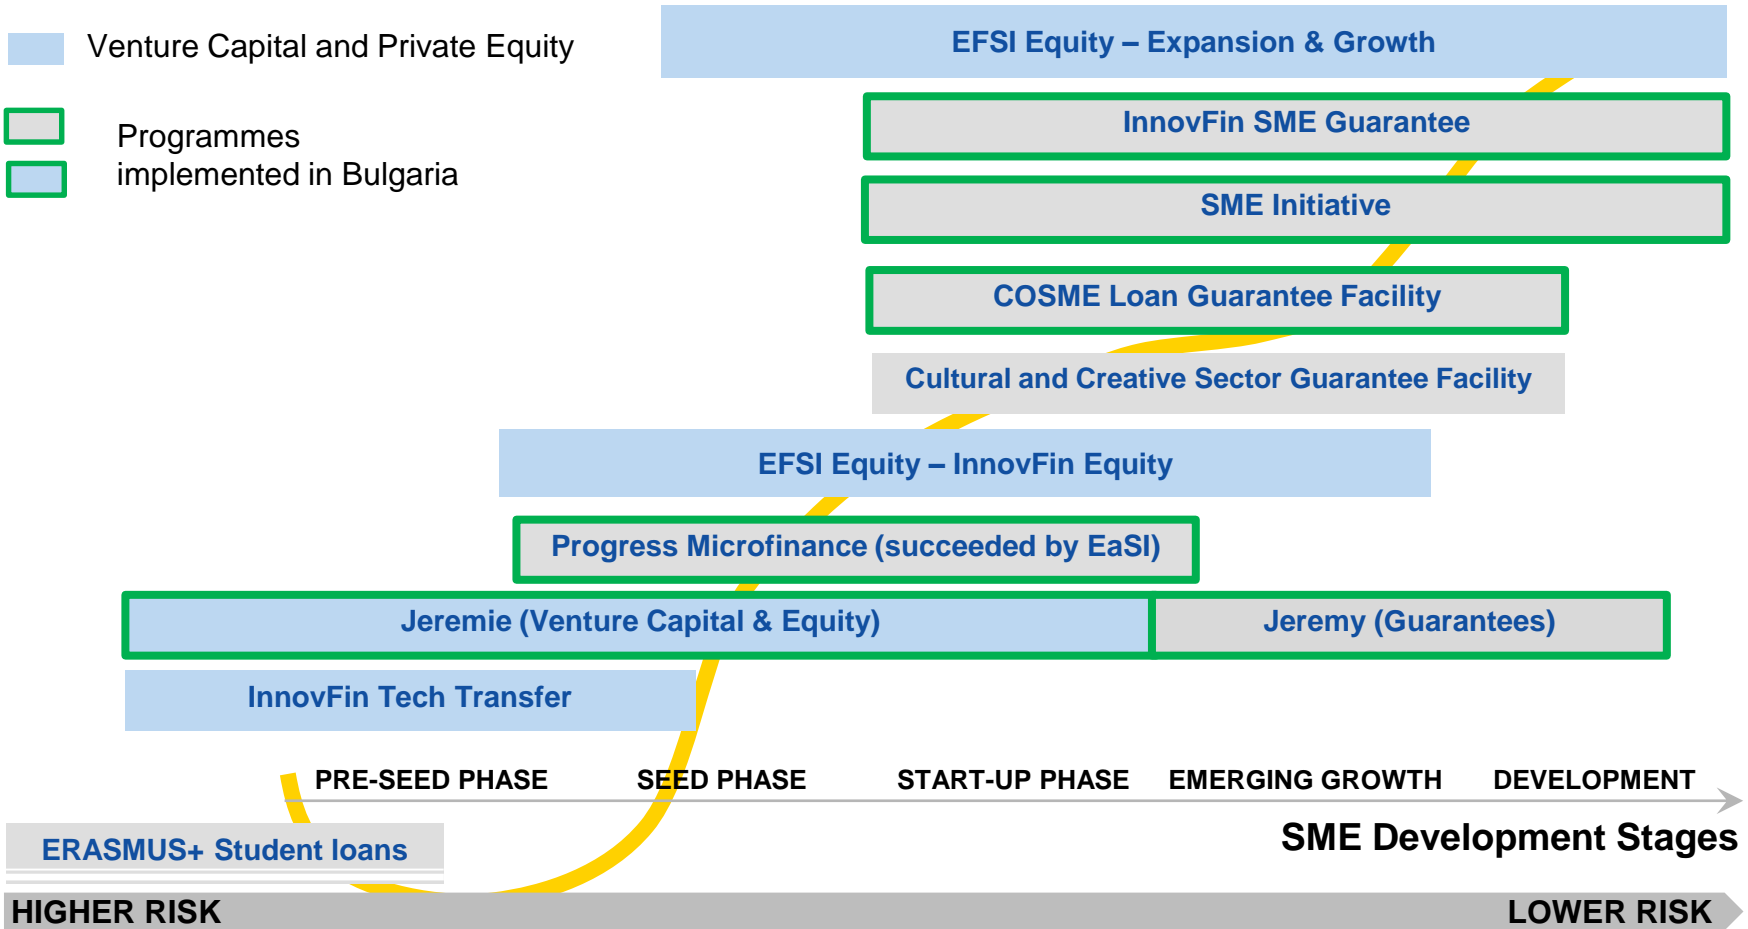 Venture Capital and Private Equity
Programmes
implemented in Bulgaria
EFSI Equity – Expansion & Growth
InnovFin SME Guarantee
SME Initiative
COSME Loan Guarantee Facility
Cultural and Creative Sector Guarantee Facility
EFSI Equity – InnovFin Equity
Progress Microfinance (succeeded by EaSI)
Jeremie (Venture Capital & Equity)
Jeremy (Guarantees)
InnovFin Tech Transfer
PRE-SEED PHASE
SEED PHASE
START-UP PHASE
EMERGING GROWTH
DEVELOPMENT
SME Development Stages
ERASMUS+ Student loans
HIGHER RISK
LOWER RISK